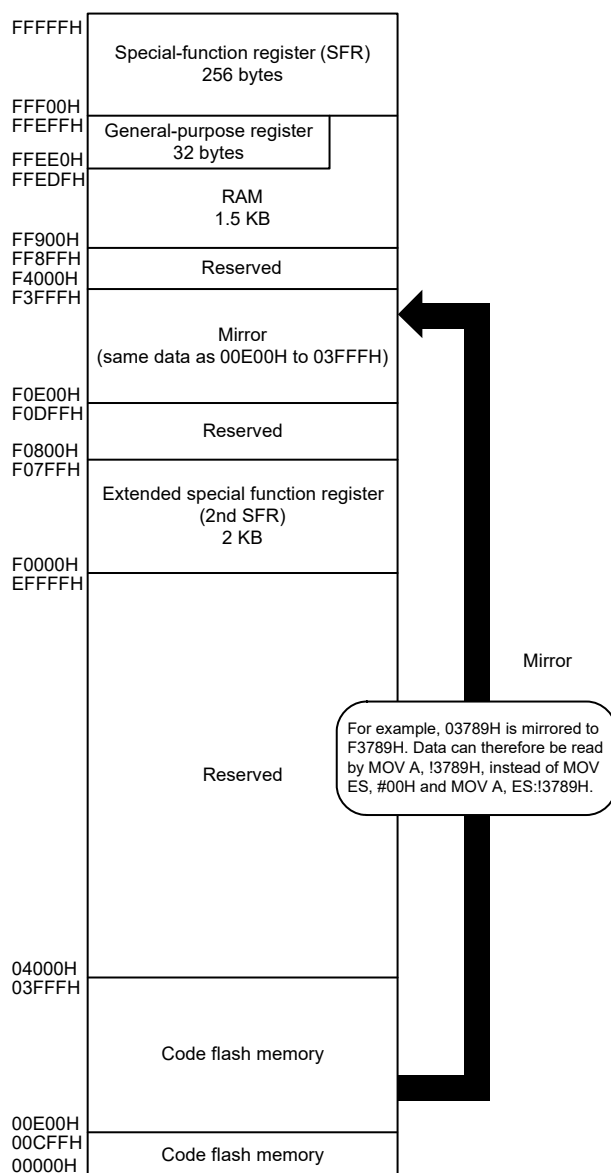 FFFFFH
Special-function register (SFR)
256 bytes
FFF00H
FFEFFH
General-purpose register
32 bytes
FFEE0H
FFEDFH
RAM
1.5 KB
FF900H
FF8FFH
Reserved
F4000H
F3FFFH
Mirror
(same data as 00E00H to 03FFFH)
F0E00H
F0DFFH
Reserved
F0800H
F07FFH
Extended special function register
(2nd SFR)
2 KB
F0000H
EFFFFH
Mirror
For example, 03789H is mirrored to
F3789H. Data can therefore be read
by MOV A, !3789H, instead of MOV
ES, #00H and MOV A, ES:!3789H.
Reserved
04000H
03FFFH
Code flash memory
00E00H
00CFFH
Code flash memory
00000H